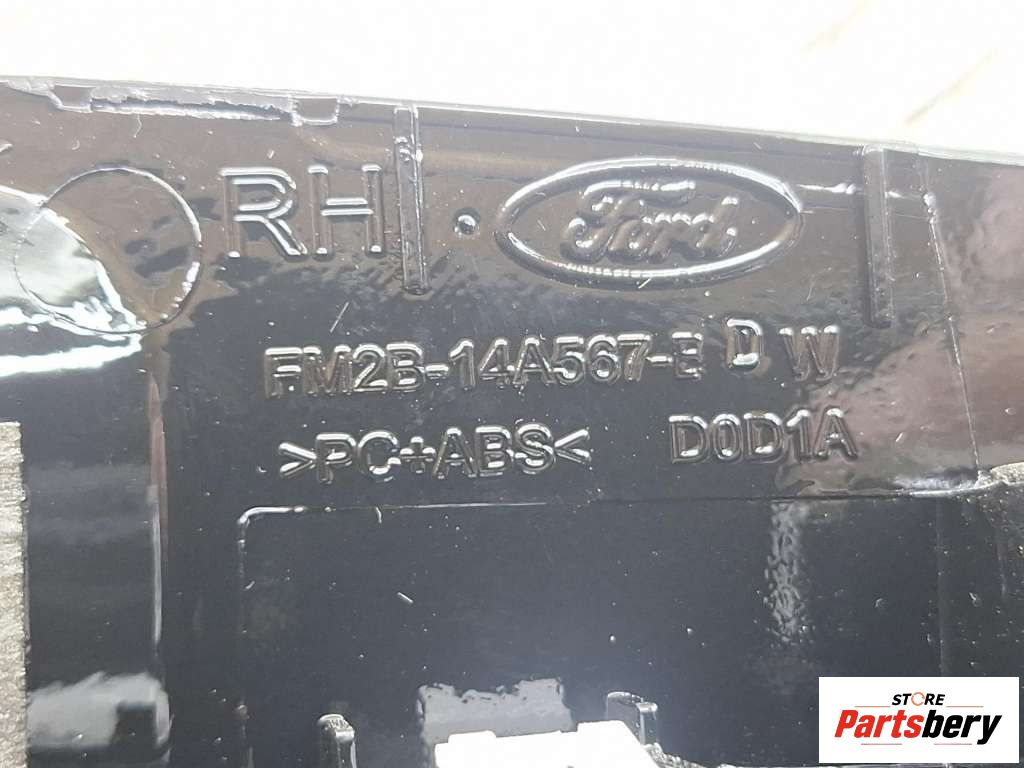 RH Ford
FM2B-14A567-E D W
>PC+ABS< D0D1A
STORE
Partsbery